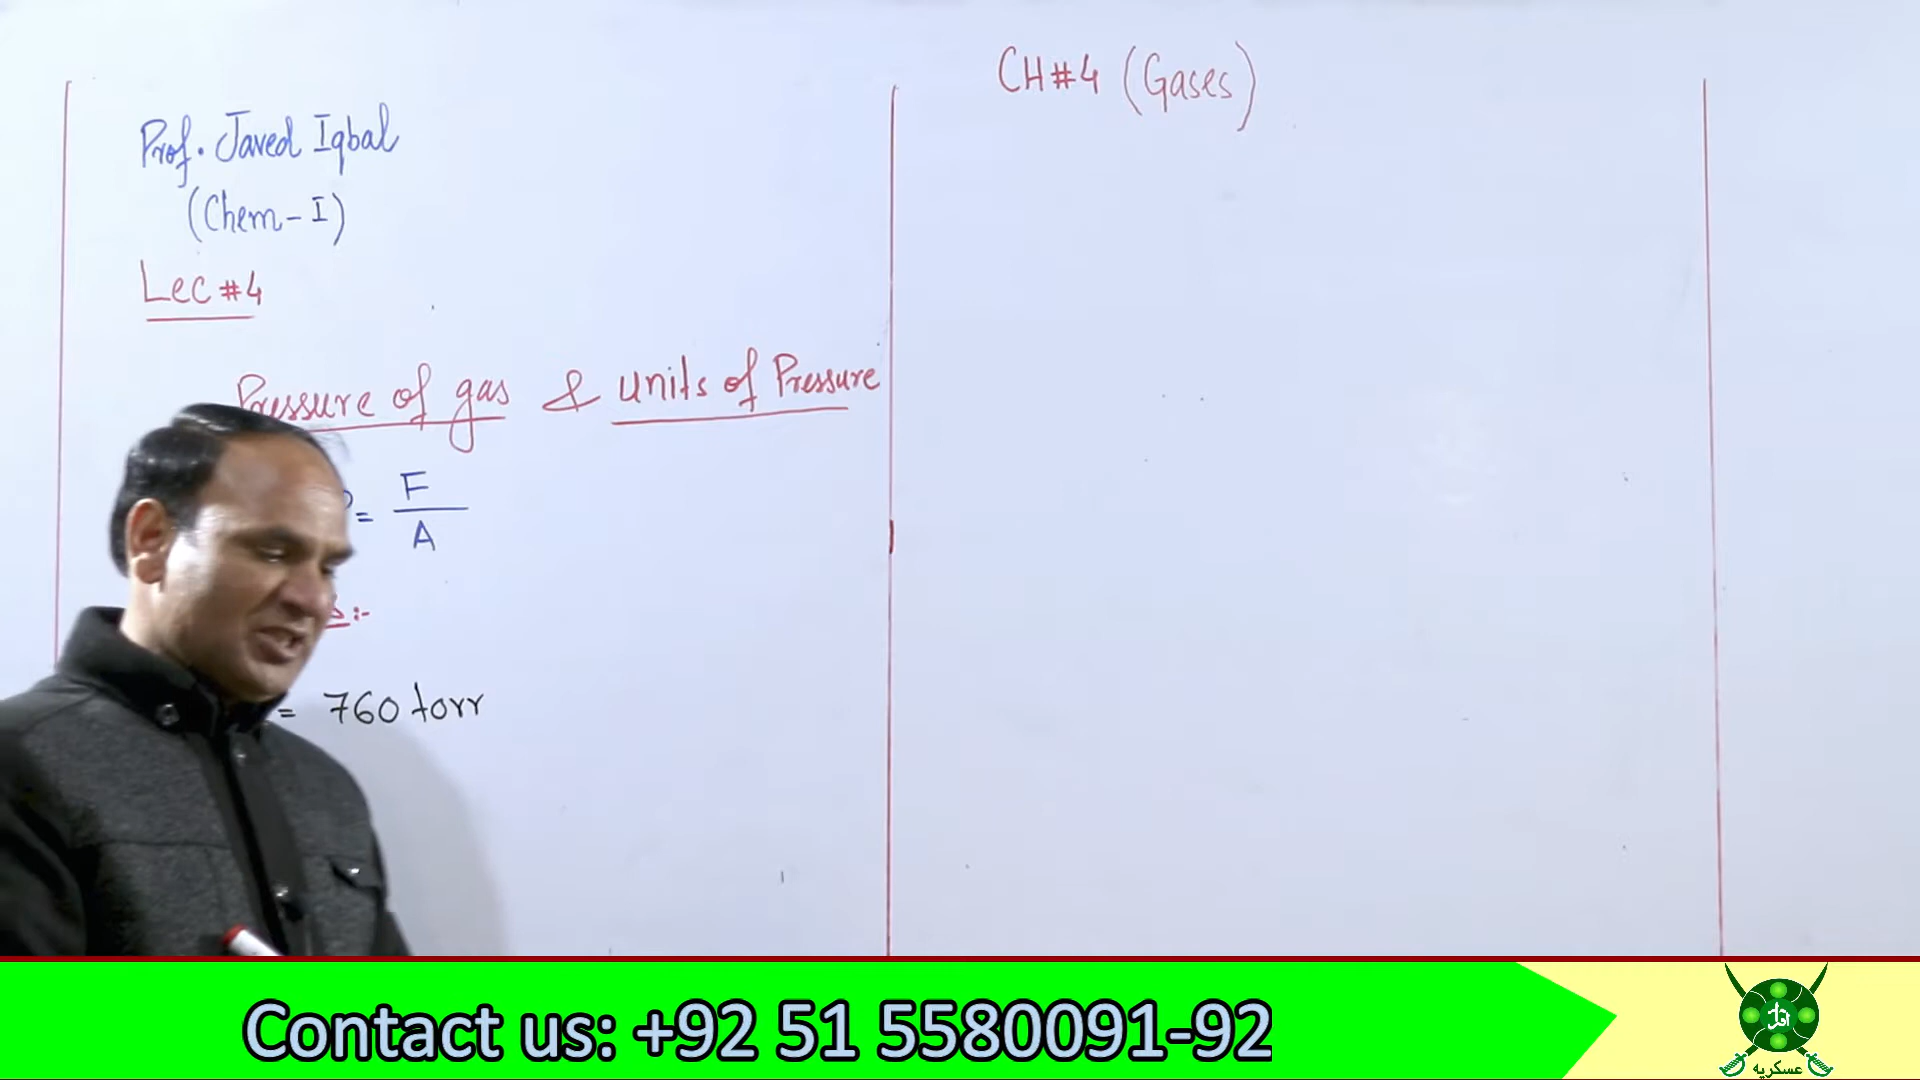 CH#4 (Gases)
Prof. Javed Iqbal
(Chem-I)
Lec #4
Pressure of gas & units of Pressure
P = F
A
:-
= 760 torr
Contact us: +92 51 5580091-92
اقرا
عسکریہ